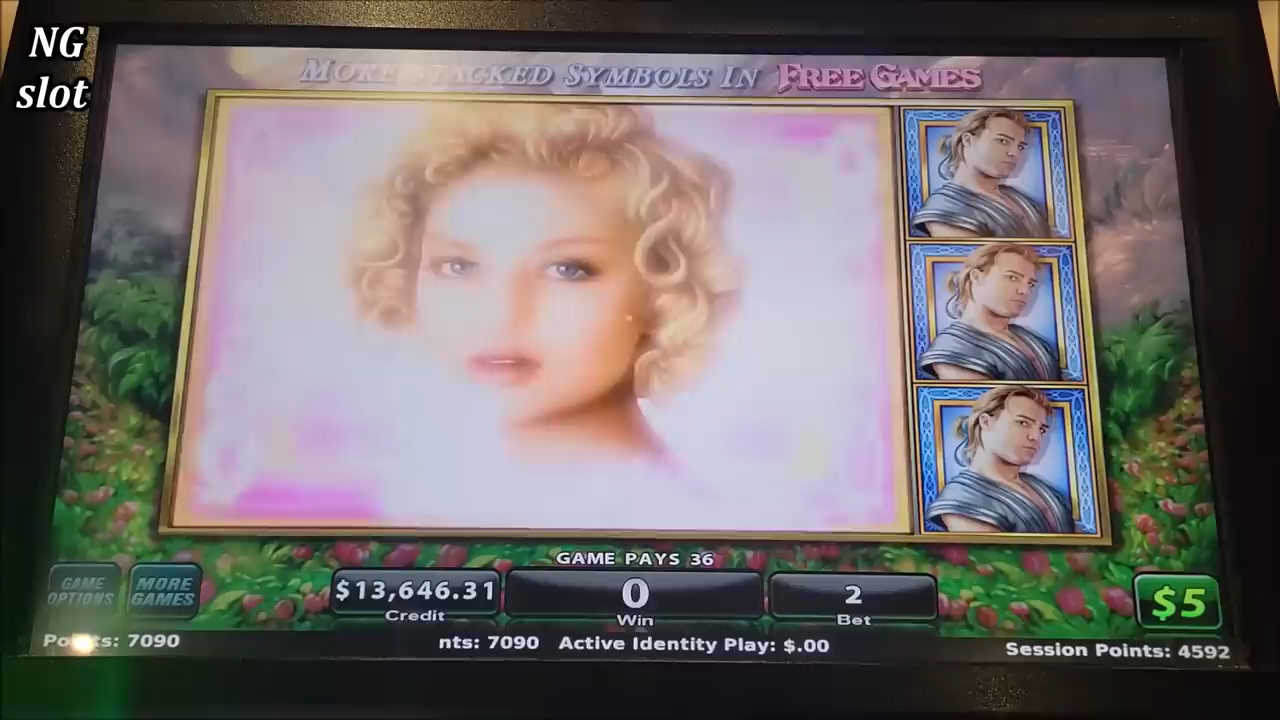 NG
slot
MORE STACKED SYMBOLS IN FREE GAMES
GAME PAYS 36
GAME
OPTIONS
MORE
GAMES
$13,646.31
Credit
0
Win
2
Bet
$5
Points: 7090
nts: 7090
Active Identity Play: $.00
Session Points: 4592